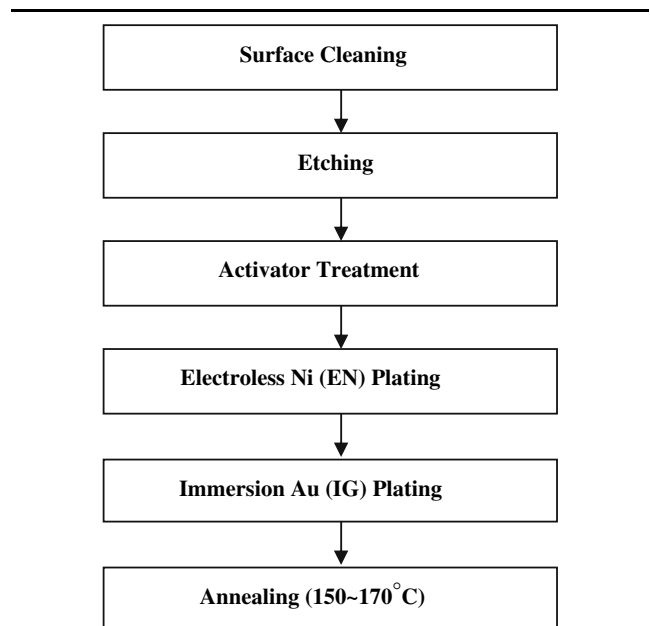 Surface Cleaning
Etching
Activator Treatment
Electroless Ni (EN) Plating
Immersion Au (IG) Plating
Annealing (150~170°C)